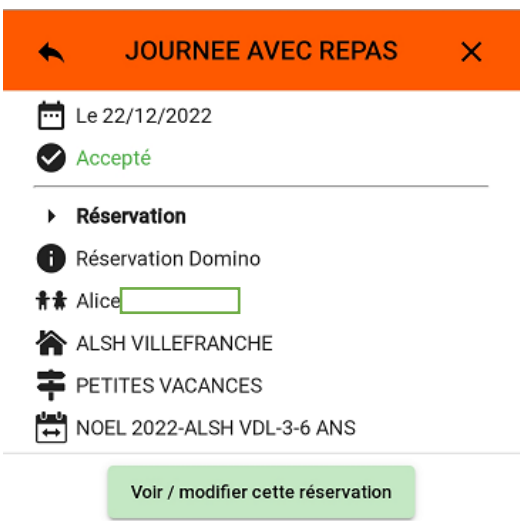 JOURNEE AVEC REPAS
Le 22/12/2022
Accepté
Réservation
Réservation Domino
Alice
ALSH VILLEFRANCHE
PETITES VACANCES
NOEL 2022-ALSH VDL-3-6 ANS
Voir / modifier cette réservation